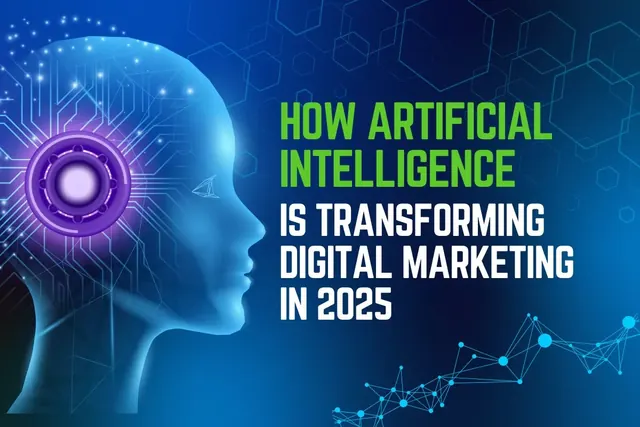 HOW ARTIFICIAL
INTELLIGENCE
IS TRANSFORMING
DIGITAL MARKETING
IN 2025